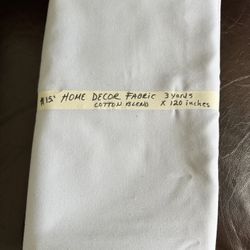 $15. HOME DECOR FABRIC 3 yards
COTTON BLEND X 120 inches